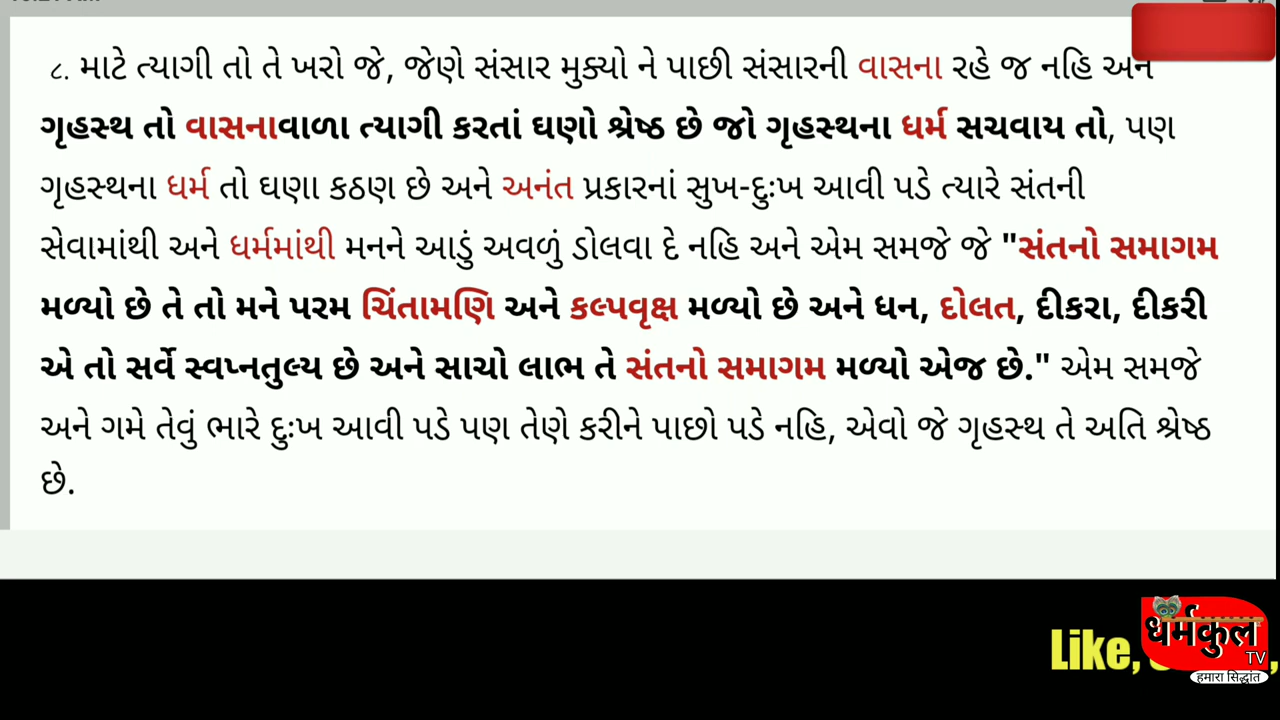 ૮. માટે ત્યાગી તો તે ખરો જે, જેણે સંસાર મુક્યો ને પાછી સંસારની વાસના રહે જ નહિ અને
ગૃહસ્થ તો વાસનાવાળા ત્યાગી કરતાં ઘણો શ્રેષ્ઠ છે જો ગૃહસ્થના ધર્મ સચવાય તો, પણ
ગૃહસ્થના ધર્મ તો ઘણા કઠણ છે અને અનંત પ્રકારનાં સુખ-દુઃખ આવી પડે ત્યારે સંતની
સેવામાંથી અને ધર્મમાંથી મનને આડું અવળું ડોલવા દે નહિ અને એમ સમજે જે "સંતનો સમાગમ
મળ્યો છે તે તો મને પરમ ચિંતામણિ અને કલ્પવૃક્ષ મળ્યો છે અને ધન, દોલત, દીકરા, દીકરી
એ તો સર્વે સ્વપ્નતુલ્ય છે અને સાચો લાભ તે સંતનો સમાગમ મળ્યો એજ છે." એમ સમજે
અને ગમે તેવું ભારે દુઃખ આવી પડે પણ તેણે કરીને પાછો પડે નહિ, એવો જે ગૃહસ્થ તે અતિ શ્રેષ્ઠ
છે.
Like,
ધર્મકુલ
TV
हमारा सिद्धांत